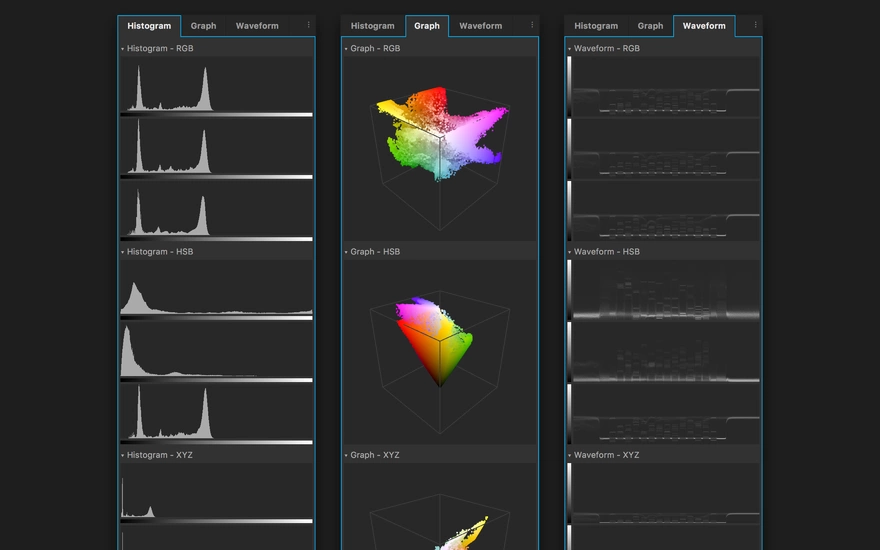 Histogram Graph Waveform
Histogram - RGB
Histogram - HSB
Histogram - XYZ
Histogram Graph Waveform
Graph - RGB
Graph - HSB
Graph - XYZ
Histogram Graph Waveform
Waveform - RGB
Waveform - HSB
Waveform - XYZ